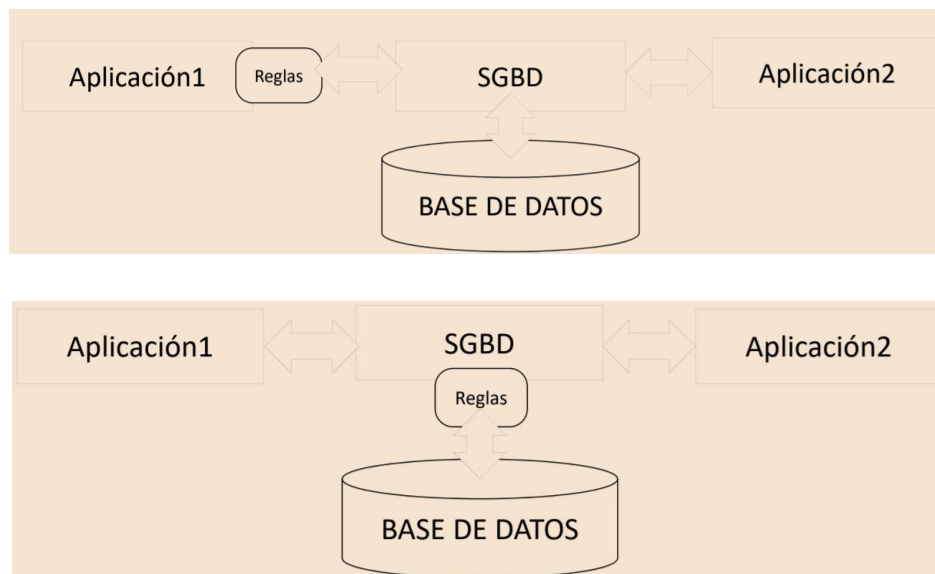 Aplicación1 Reglas SGBD Aplicación2
BASE DE DATOS
Aplicación1 SGBD Aplicación2
Reglas
BASE DE DATOS